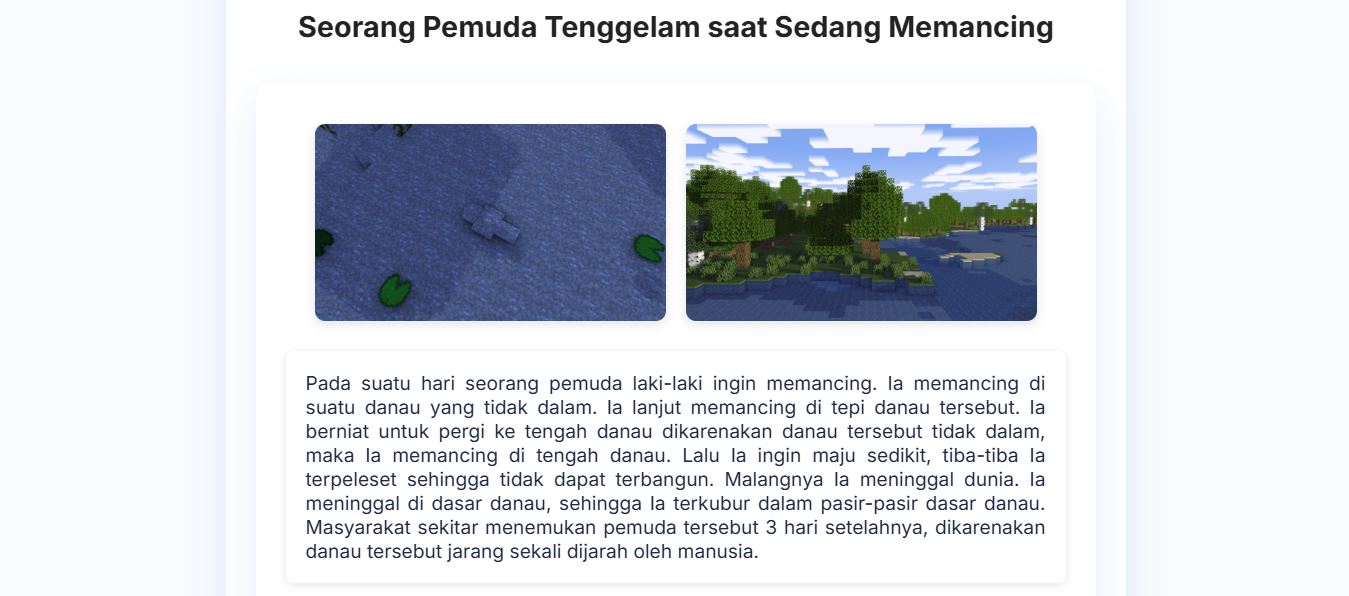 Seorang Pemuda Tenggelam saat Sedang Memancing
Pada suatu hari seorang pemuda laki-laki ingin memancing. Ia memancing di
suatu danau yang tidak dalam. Ia lanjut memancing di tepi danau tersebut. Ia
berniat untuk pergi ke tengah danau dikarenakan danau tersebut tidak dalam,
maka Ia memancing di tengah danau. Lalu Ia ingin maju sedikit, tiba-tiba Ia
terpeleset sehingga tidak dapat terbangun. Malangnya Ia meninggal dunia. Ia
meninggal di dasar danau, sehingga Ia terkubur dalam pasir-pasir dasar danau.
Masyarakat sekitar menemukan pemuda tersebut 3 hari setelahnya, dikarenakan
danau tersebut jarang sekali dijarah oleh manusia.